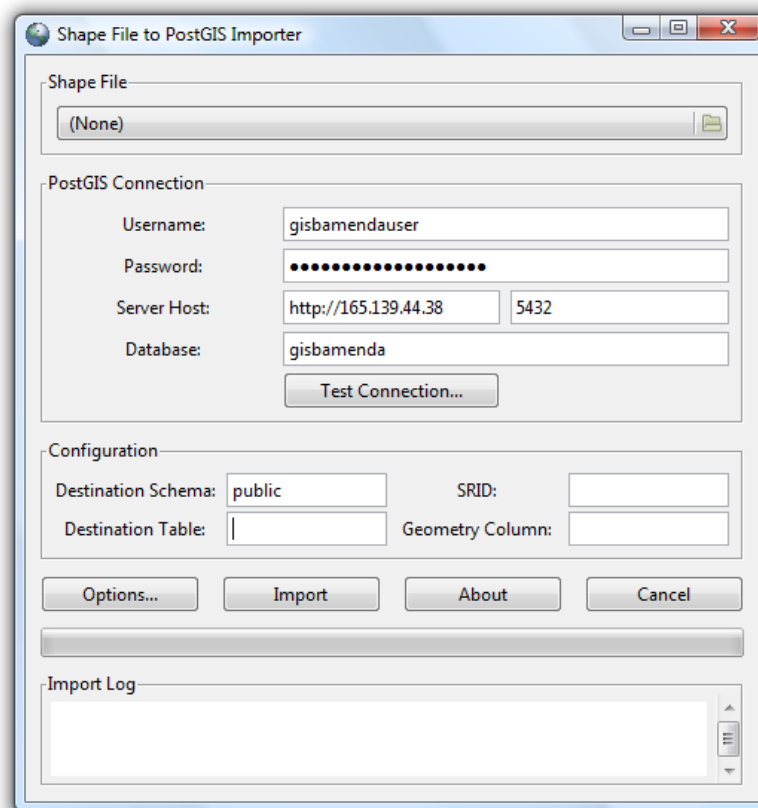 Shape File to PostGIS Importer
Shape File
(None)
PostGIS Connection
Username: gisbamendauser
Password: ●●●●●●●●●●●●●●●●●●●
Server Host: http://165.139.44.38 5432
Database: gisbamenda
Test Connection...
Configuration
Destination Schema: public SRID:
Destination Table: Geometry Column:
Options... Import About Cancel
Import Log